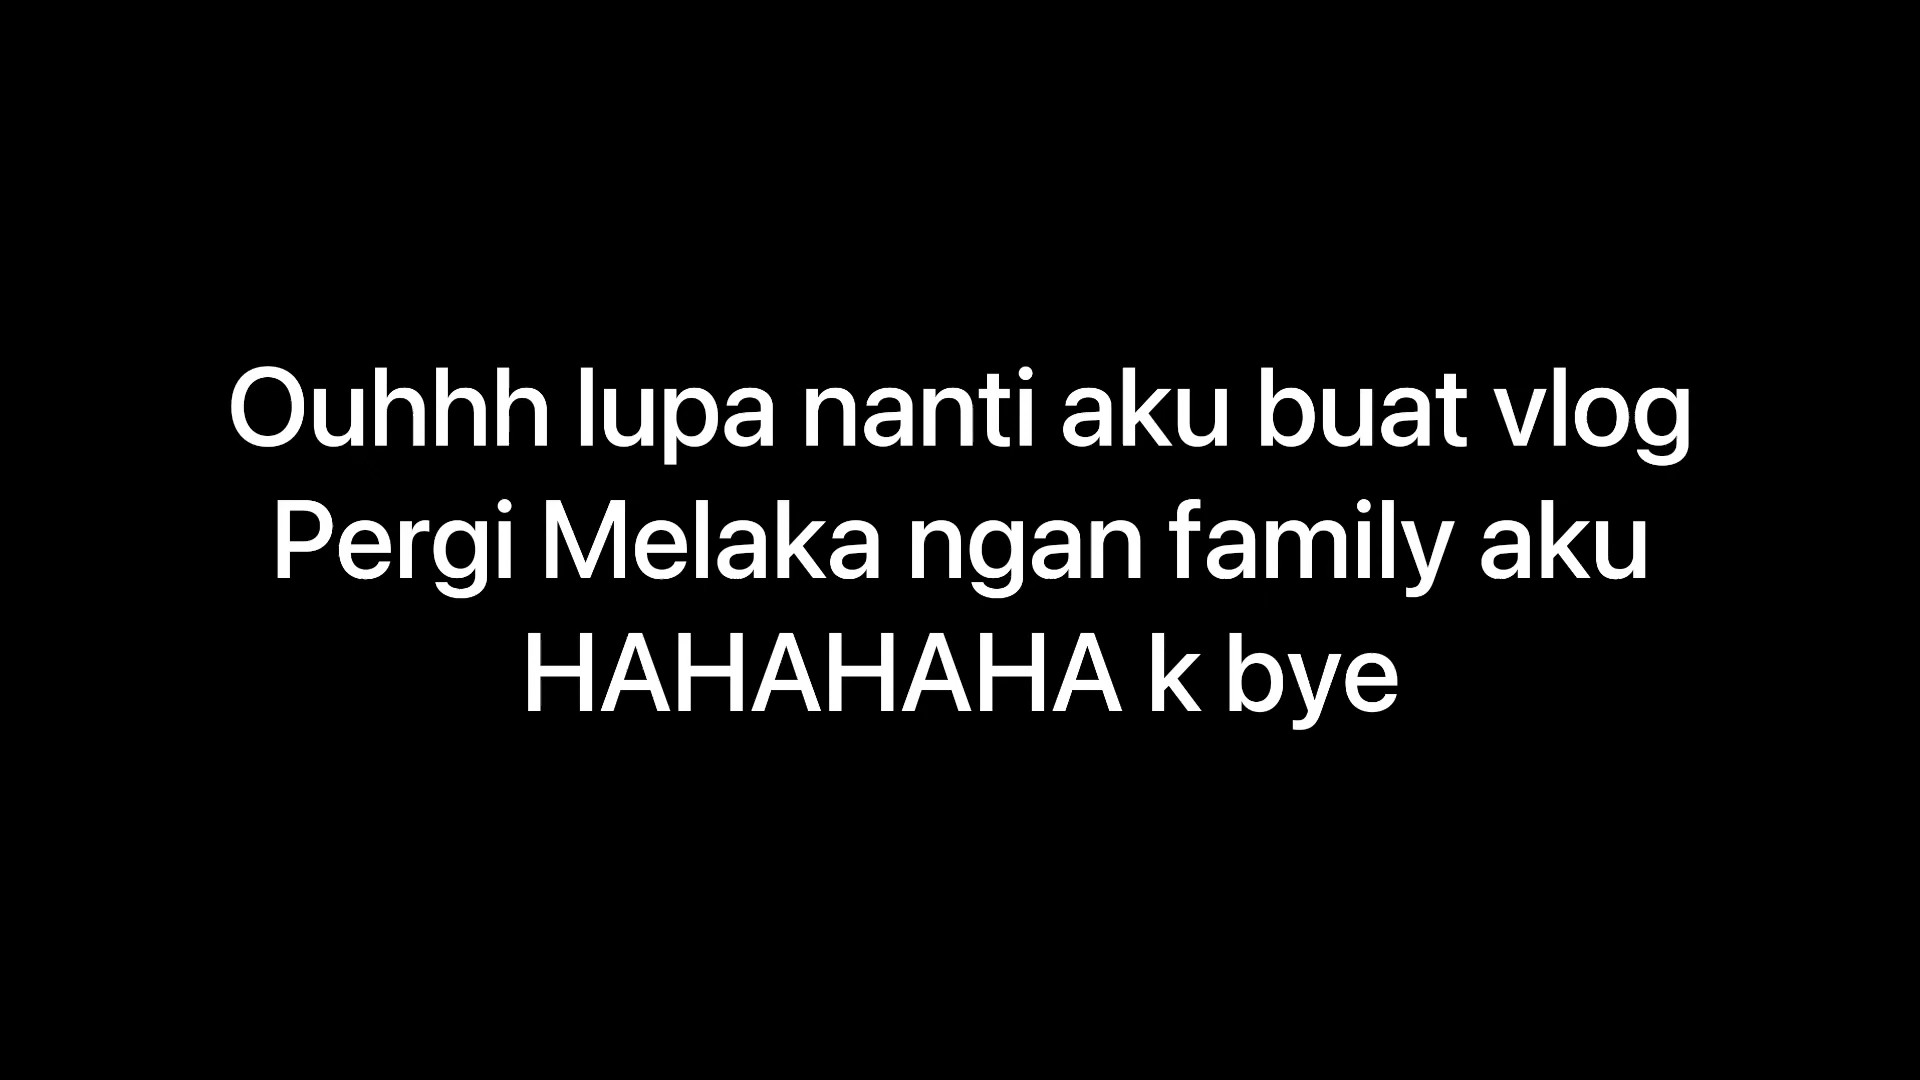 Ouhhh lupa nanti aku buat vlog
Pergi Melaka ngan family aku
HAHAHAHA k bye